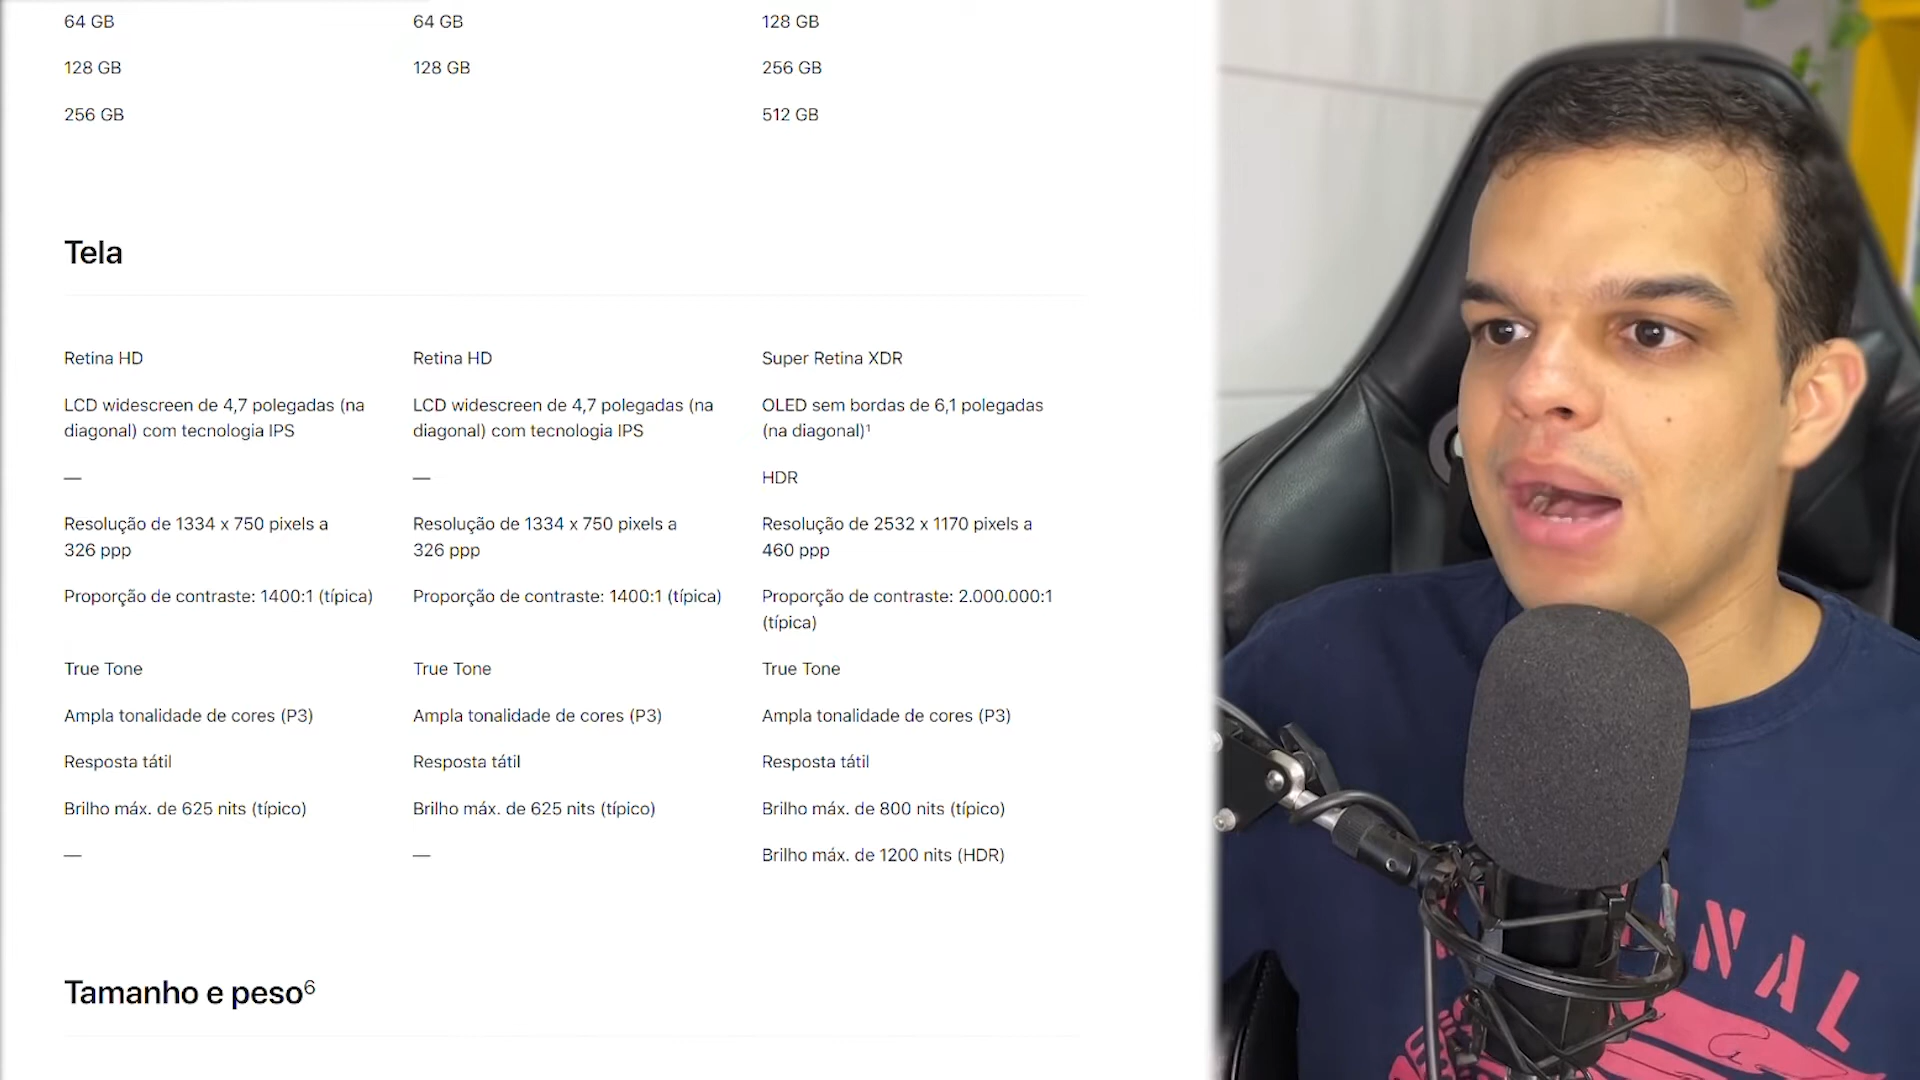 64 GB
64 GB
128 GB
128 GB
128 GB
256 GB
256 GB
512 GB
Tela
Retina HD
Retina HD
Super Retina XDR
LCD widescreen de 4,7 polegadas (na
diagonal) com tecnologia IPS
LCD widescreen de 4,7 polegadas (na
diagonal) com tecnologia IPS
OLED sem bordas de 6,1 polegadas
(na diagonal)¹
—
—
HDR
Resolução de 1334 x 750 pixels a
326 ppp
Resolução de 1334 x 750 pixels a
326 ppp
Resolução de 2532 x 1170 pixels a
460 ppp
Proporção de contraste: 1400:1 (típica)
Proporção de contraste: 1400:1 (típica)
Proporção de contraste: 2.000.000:1
(típica)
True Tone
True Tone
True Tone
Ampla tonalidade de cores (P3)
Ampla tonalidade de cores (P3)
Ampla tonalidade de cores (P3)
Resposta tátil
Resposta tátil
Resposta tátil
Brilho máx. de 625 nits (típico)
Brilho máx. de 625 nits (típico)
Brilho máx. de 800 nits (típico)
—
—
Brilho máx. de 1200 nits (HDR)
Tamanho e peso⁶